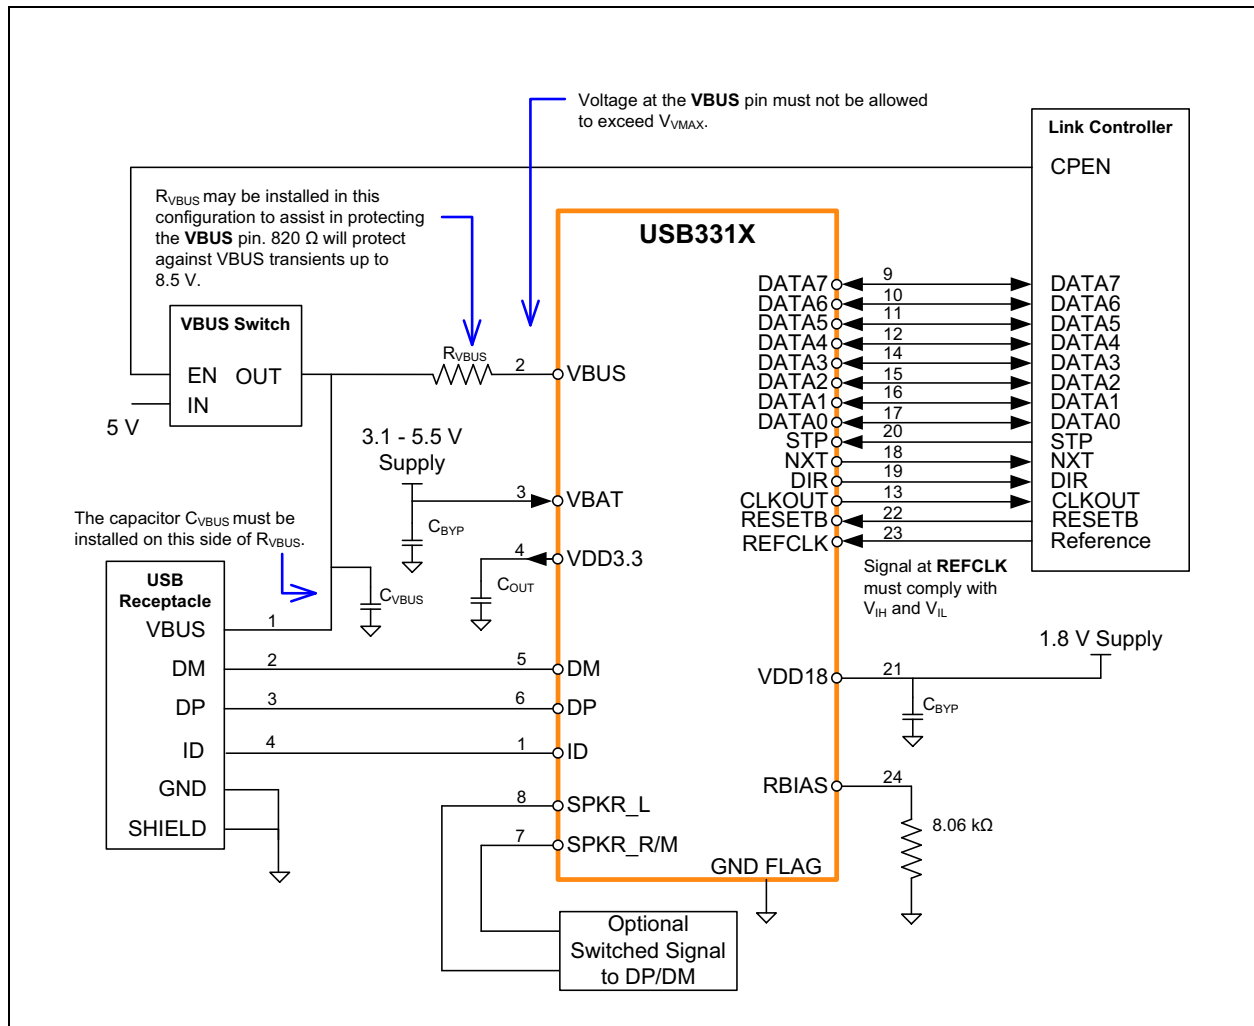 Voltage at the VBUS pin must not be allowed
to exceed VVMAX.
Link Controller
CPEN
RVBUS may be installed in this
configuration to assist in protecting
the VBUS pin. 820 Ω will protect
against VBUS transients up to
8.5 V.
USB331X
VBUS Switch
EN OUT
IN
5 V
RVBUS
2
VBUS
DATA7 9 DATA7
DATA6 10 DATA6
DATA5 11 DATA5
DATA4 12 DATA4
DATA3 14 DATA3
DATA2 15 DATA2
DATA1 16 DATA1
DATA0 17 DATA0
STP 20 STP
NXT 18 NXT
DIR 19 DIR
CLKOUT 13 CLKOUT
RESETB 22 RESETB
REFCLK 23 Reference
3.1 - 5.5 V
Supply
3 VBAT
CBYP
4 VDD3.3
COUT
Signal at REFCLK
must comply with
VIH and VIL
The capacitor CVBUS must be
installed on this side of RVBUS.
CVBUS
USB
Receptacle
VBUS 1
DM 2 5 DM
DP 3 6 DP
ID 4 1 ID
GND
SHIELD
1.8 V Supply
VDD18 21
CBYP
RBIAS 24
8.06 kΩ
8 SPKR_L
7 SPKR_R/M
GND FLAG
Optional
Switched Signal
to DP/DM